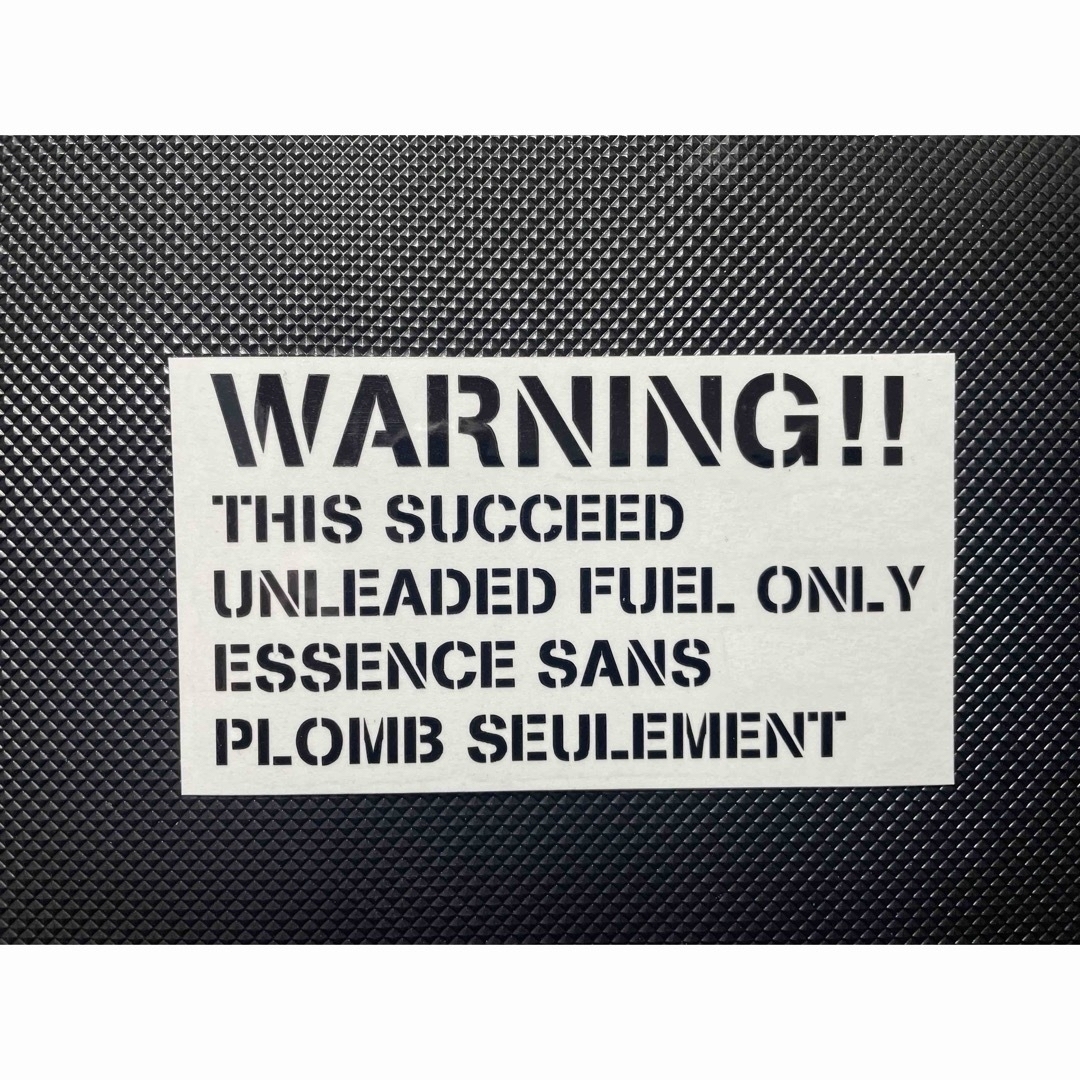 WARNING!!
THIS SUCCEED
UNLEADED FUEL ONLY
ESSENCE SANS
PLOMB SEULEMENT